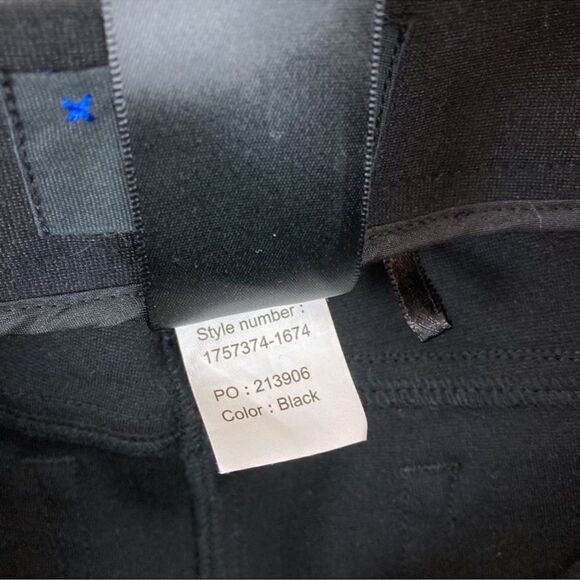 Style number :
1757374-1674
PO : 213906
Color : Black